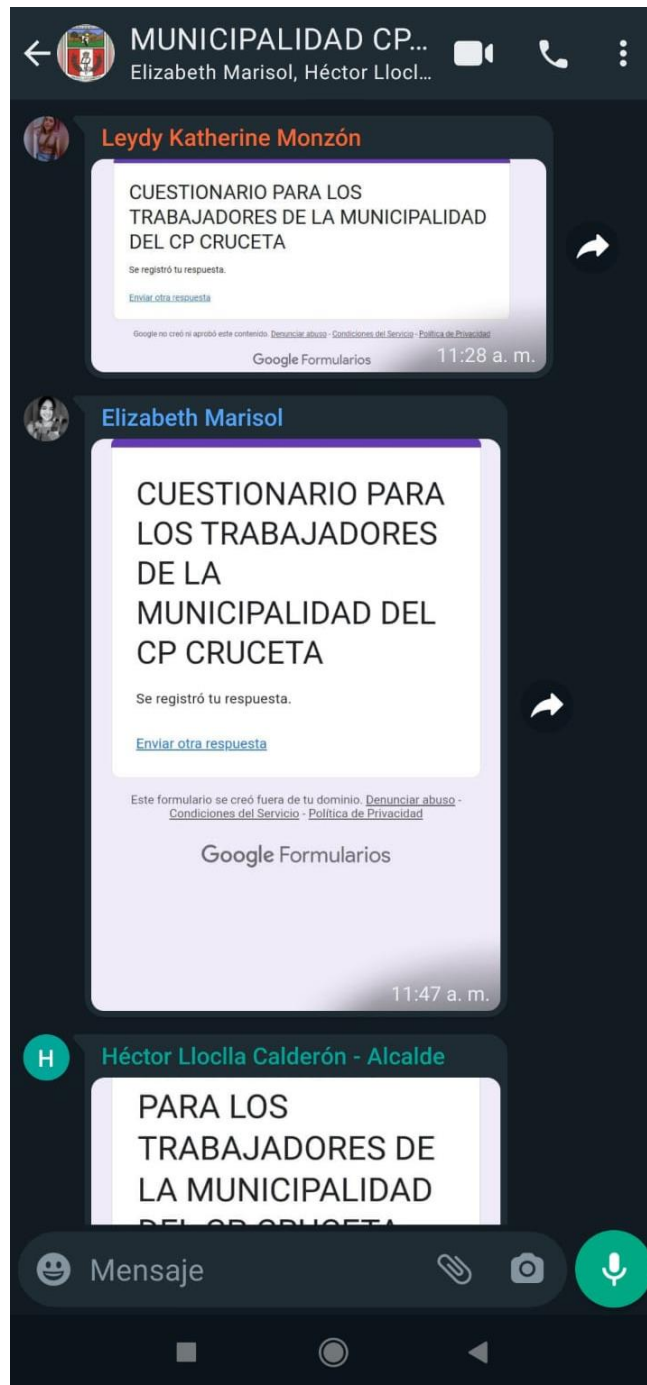 MUNICIPALIDAD CP...
Elizabeth Marisol, Héctor Llocl...
Leydy Katherine Monzón
CUESTIONARIO PARA LOS
TRABAJADORES DE LA MUNICIPALIDAD
DEL CP CRUCETA
Se registró tu respuesta.
Enviar otra respuesta
Google no creó ni aprobó este contenido. Denunciar abuso - Condiciones del Servicio - Política de Privacidad
Google Formularios
11:28 a. m.
Elizabeth Marisol
CUESTIONARIO PARA
LOS TRABAJADORES
DE LA
MUNICIPALIDAD DEL
CP CRUCETA
Se registró tu respuesta.
Enviar otra respuesta
Este formulario se creó fuera de tu dominio. Denunciar abuso -
Condiciones del Servicio - Política de Privacidad
Google Formularios
11:47 a. m.
H
Héctor Lloclla Calderón - Alcalde
PARA LOS
TRABAJADORES DE
LA MUNICIPALIDAD
DEL CP CRUCETA
Mensaje